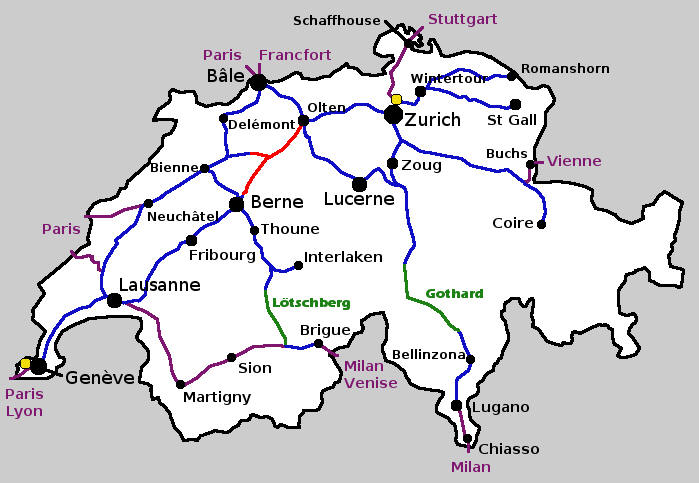 Schaffhouse
Stuttgart
Paris
Francfort
Bâle
Romanshorn
Wintertour
Olten
Delémont
Zurich
St Gall
Buchs
Vienne
Bienne
Zoug
Berne
Lucerne
Neuchâtel
Paris
Thoune
Coire
Fribourg
Interlaken
Lausanne
Lötschberg
Gothard
Brigue
Bellinzona
Sion
Milan
Venise
Genève
Paris
Lyon
Martigny
Lugano
Chiasso
Milan